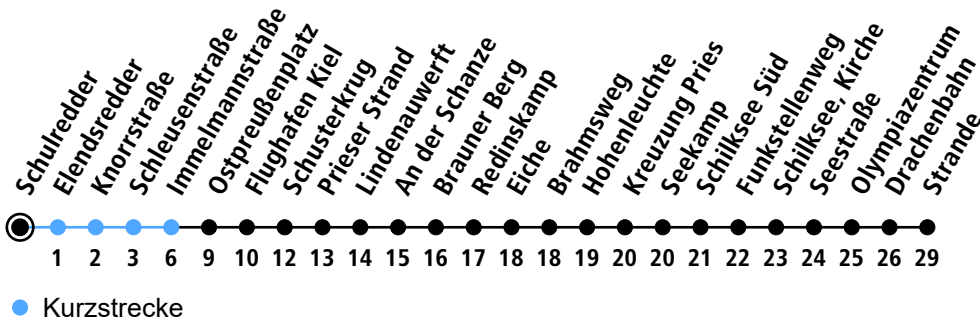 Schulredder
Elendsredder
Knorrstraße
Schleusenstraße
Immelmannstraße
Ostpreußenplatz
Flughafen Kiel
Schusterkrug
Prieser Strand
Lindenauwerft
An der Schanze
Brauner Berg
Redinskamp
Eiche
Brahmsweg
Hohenleuchte
Kreuzung Pries
Seekamp
Schilksee Süd
Funkstellenweg
Schilksee, Kirche
Seestraße
Olympiazentrum
Drachenbahn
Strande
1 2 3 6 9 10 12 13 14 15 16 17 18 18 19 20 20 21 22 23 24 25 26 29
Kurzstrecke